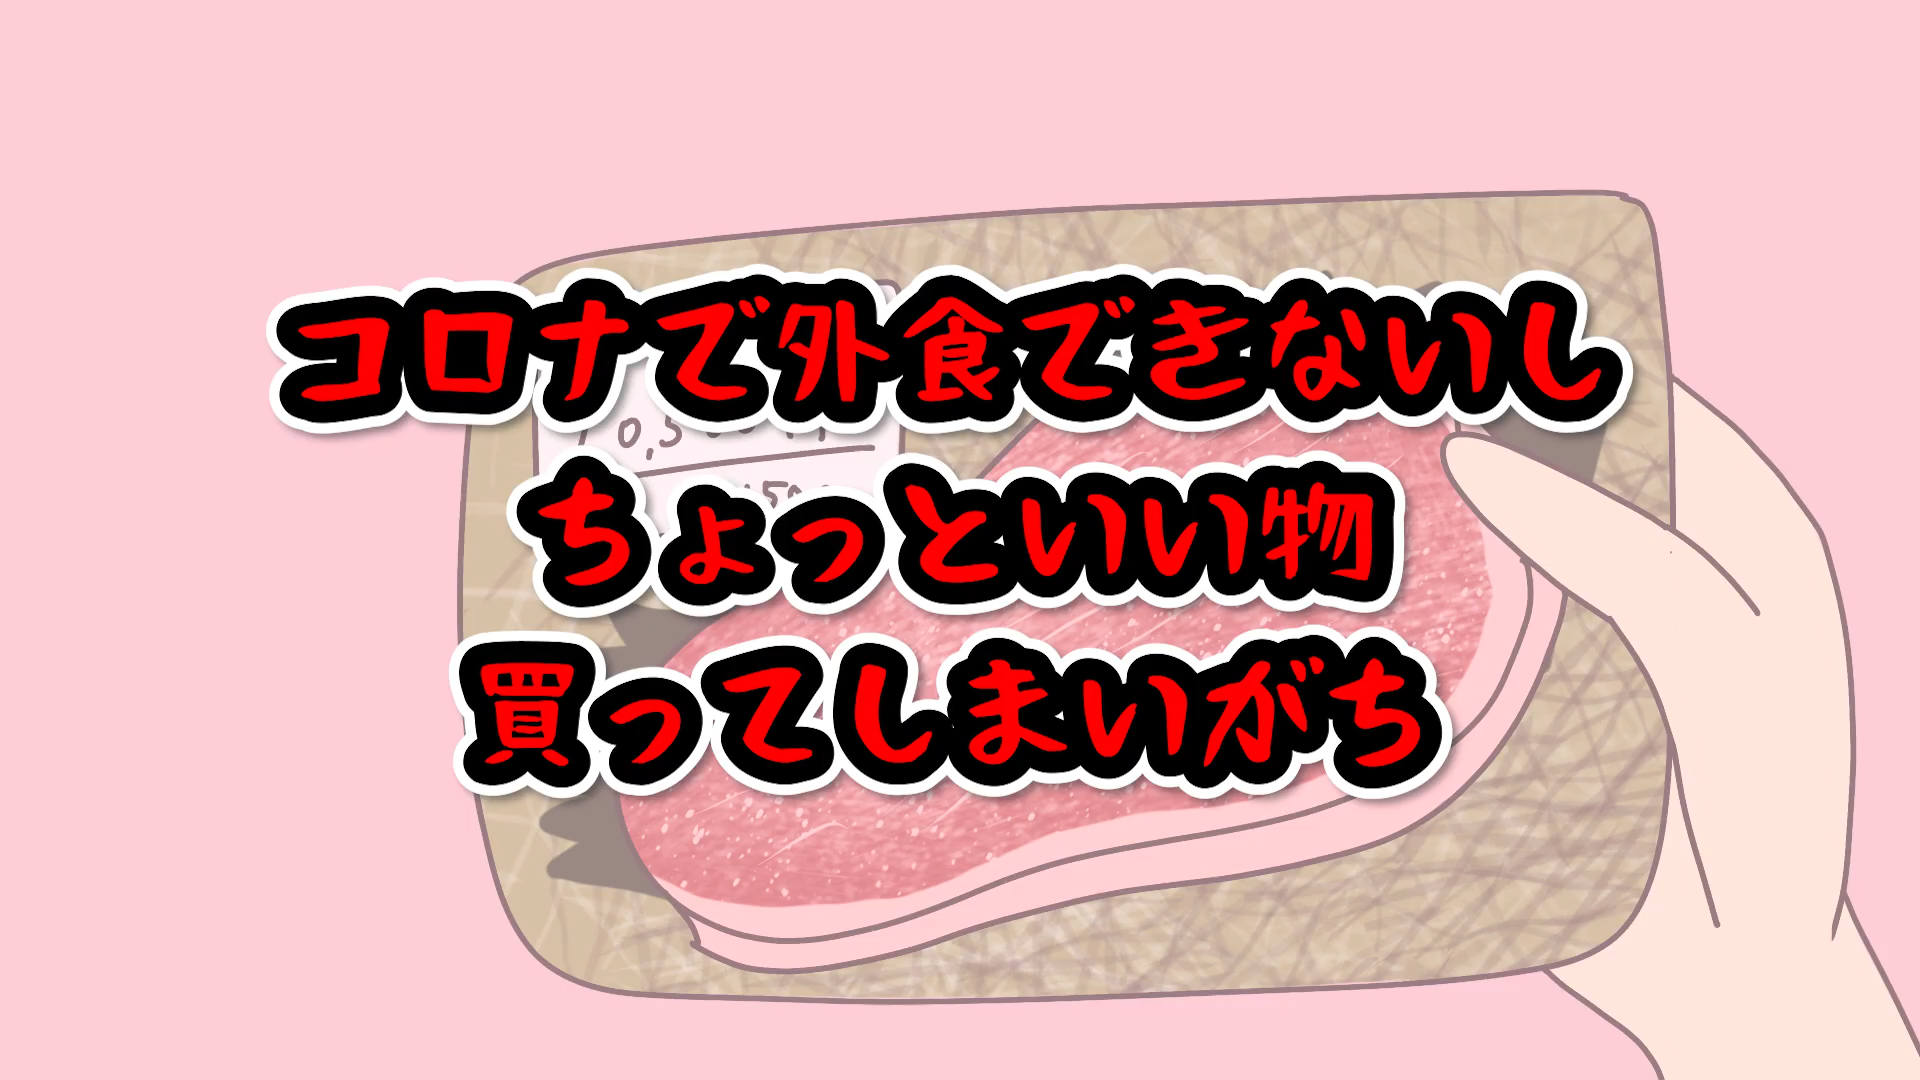 コロナで外食できないし
ちょっといい物
買ってしまいがち